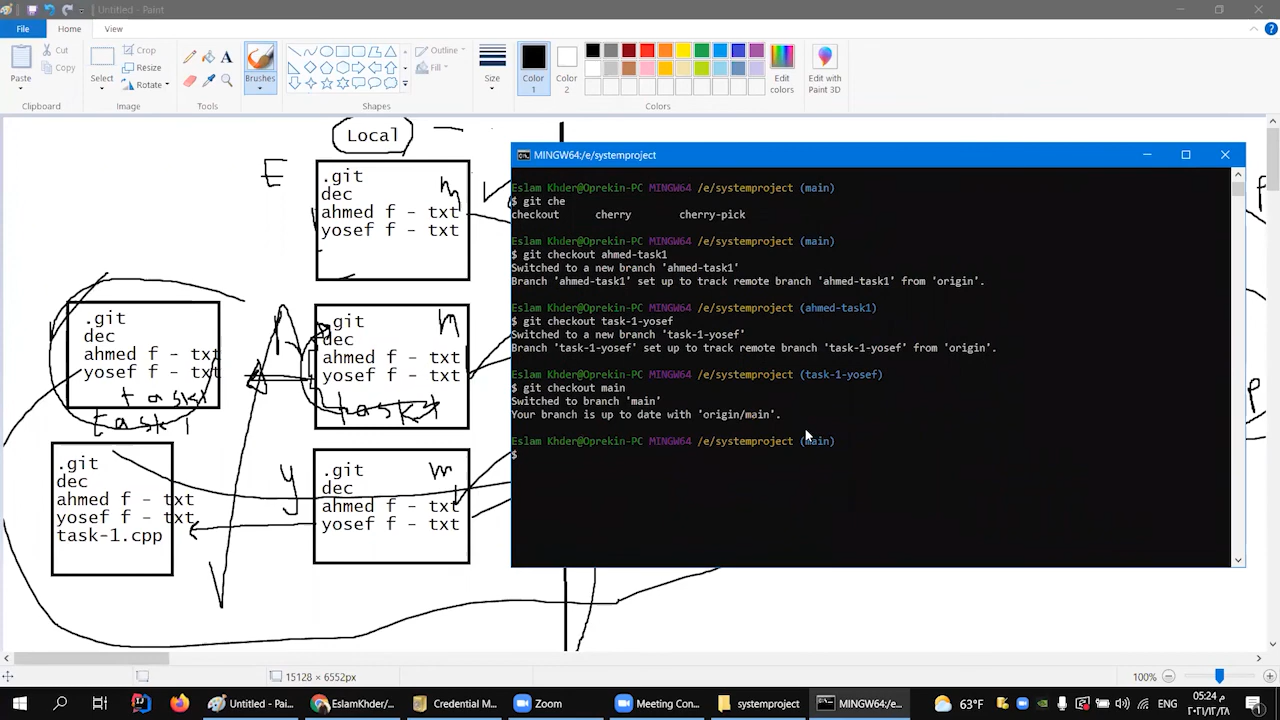 Untitled - Paint
File
Home
View
Paste
Cut
Copy
Clipboard
Select
Crop
Resize
Rotate
Image
Tools
Brushes
Shapes
Outline
Fill
Size
Color 1
Color 2
Colors
Edit colors
Edit with Paint 3D
Local
E
.git
dec
ahmed f - txt
yosef f - txt
m
.git
dec
ahmed f - txt
yosef f - txt
task1
task1
A
.git
dec
ahmed f - txt
yosef f - txt
task1
.git
dec
ahmed f - txt
yosef f - txt
task-1.cpp
y
.git
dec
ahmed f - txt
yosef f - txt
m
MINGW64:/e/systemproject
Eslam Khder@Oprekin-PC MINGW64 /e/systemproject (main)
$ git che
checkout cherry cherry-pick
Eslam Khder@Oprekin-PC MINGW64 /e/systemproject (main)
$ git checkout ahmed-task1
Switched to a new branch 'ahmed-task1'
Branch 'ahmed-task1' set up to track remote branch 'ahmed-task1' from 'origin'.
Eslam Khder@Oprekin-PC MINGW64 /e/systemproject (ahmed-task1)
$ git checkout task-1-yosef
Switched to a new branch 'task-1-yosef'
Branch 'task-1-yosef' set up to track remote branch 'task-1-yosef' from 'origin'.
Eslam Khder@Oprekin-PC MINGW64 /e/systemproject (task-1-yosef)
$ git checkout main
Switched to branch 'main'
Your branch is up to date with 'origin/main'.
Eslam Khder@Oprekin-PC MINGW64 /e/systemproject (main)
$
15128 × 6552px
100%
Untitled - Pai...
EslamKhder/...
Credential M...
Zoom
Meeting Con...
systemproject
MINGW64:/e...
63°F
ENG
05:24 م